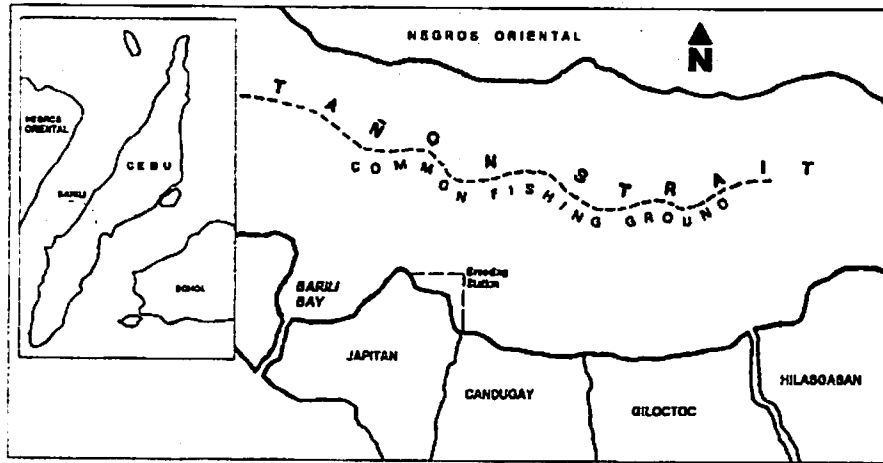 NEGROS ORIENTAL
N
TAÑON STRAIT
COMMON FISHING GROUND
NEGROS
ORIENTAL
CEBU
BARILI
BOHOL
Breeding
Station
BARILI
BAY
JAPITAN
CANDUGAY
GILOCTOC
HILASGASAN